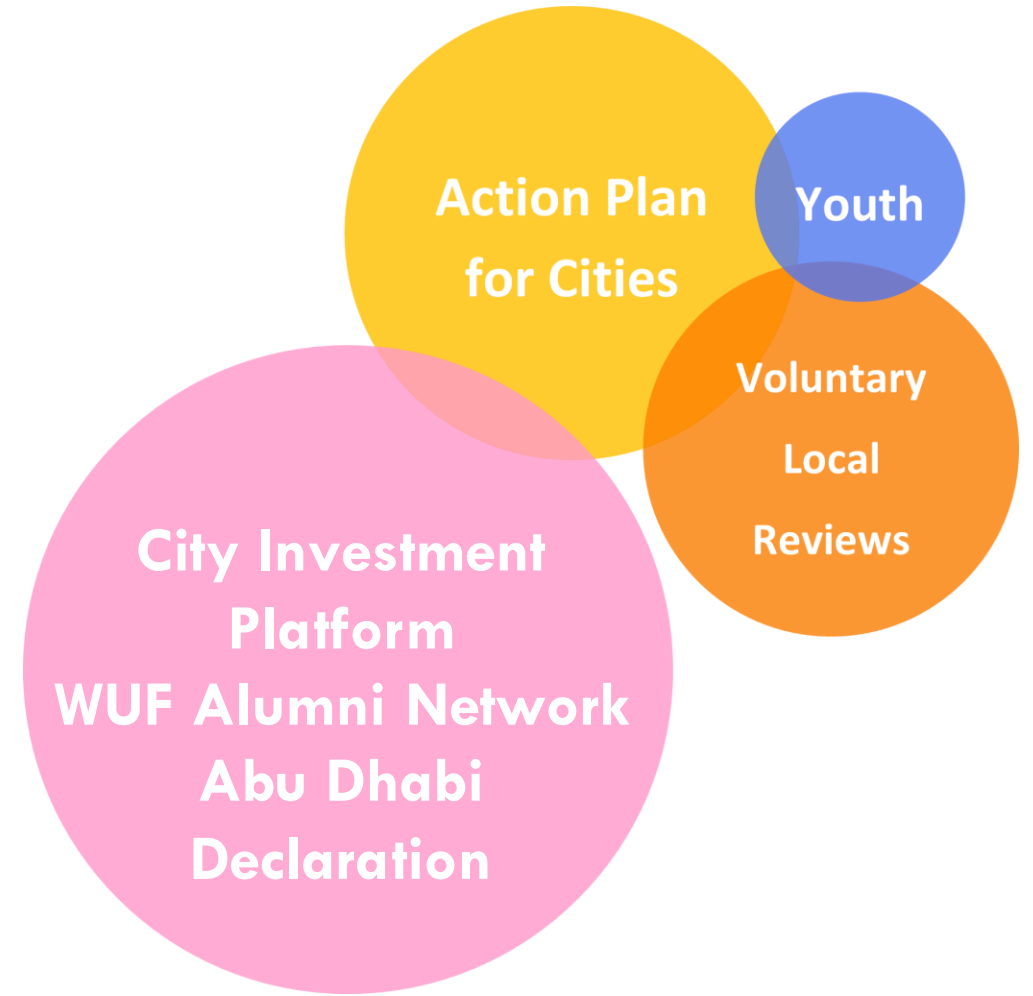 Action Plan
for Cities
Youth
Voluntary
Local
Reviews
City Investment
Platform
WUF Alumni Network
Abu Dhabi
Declaration